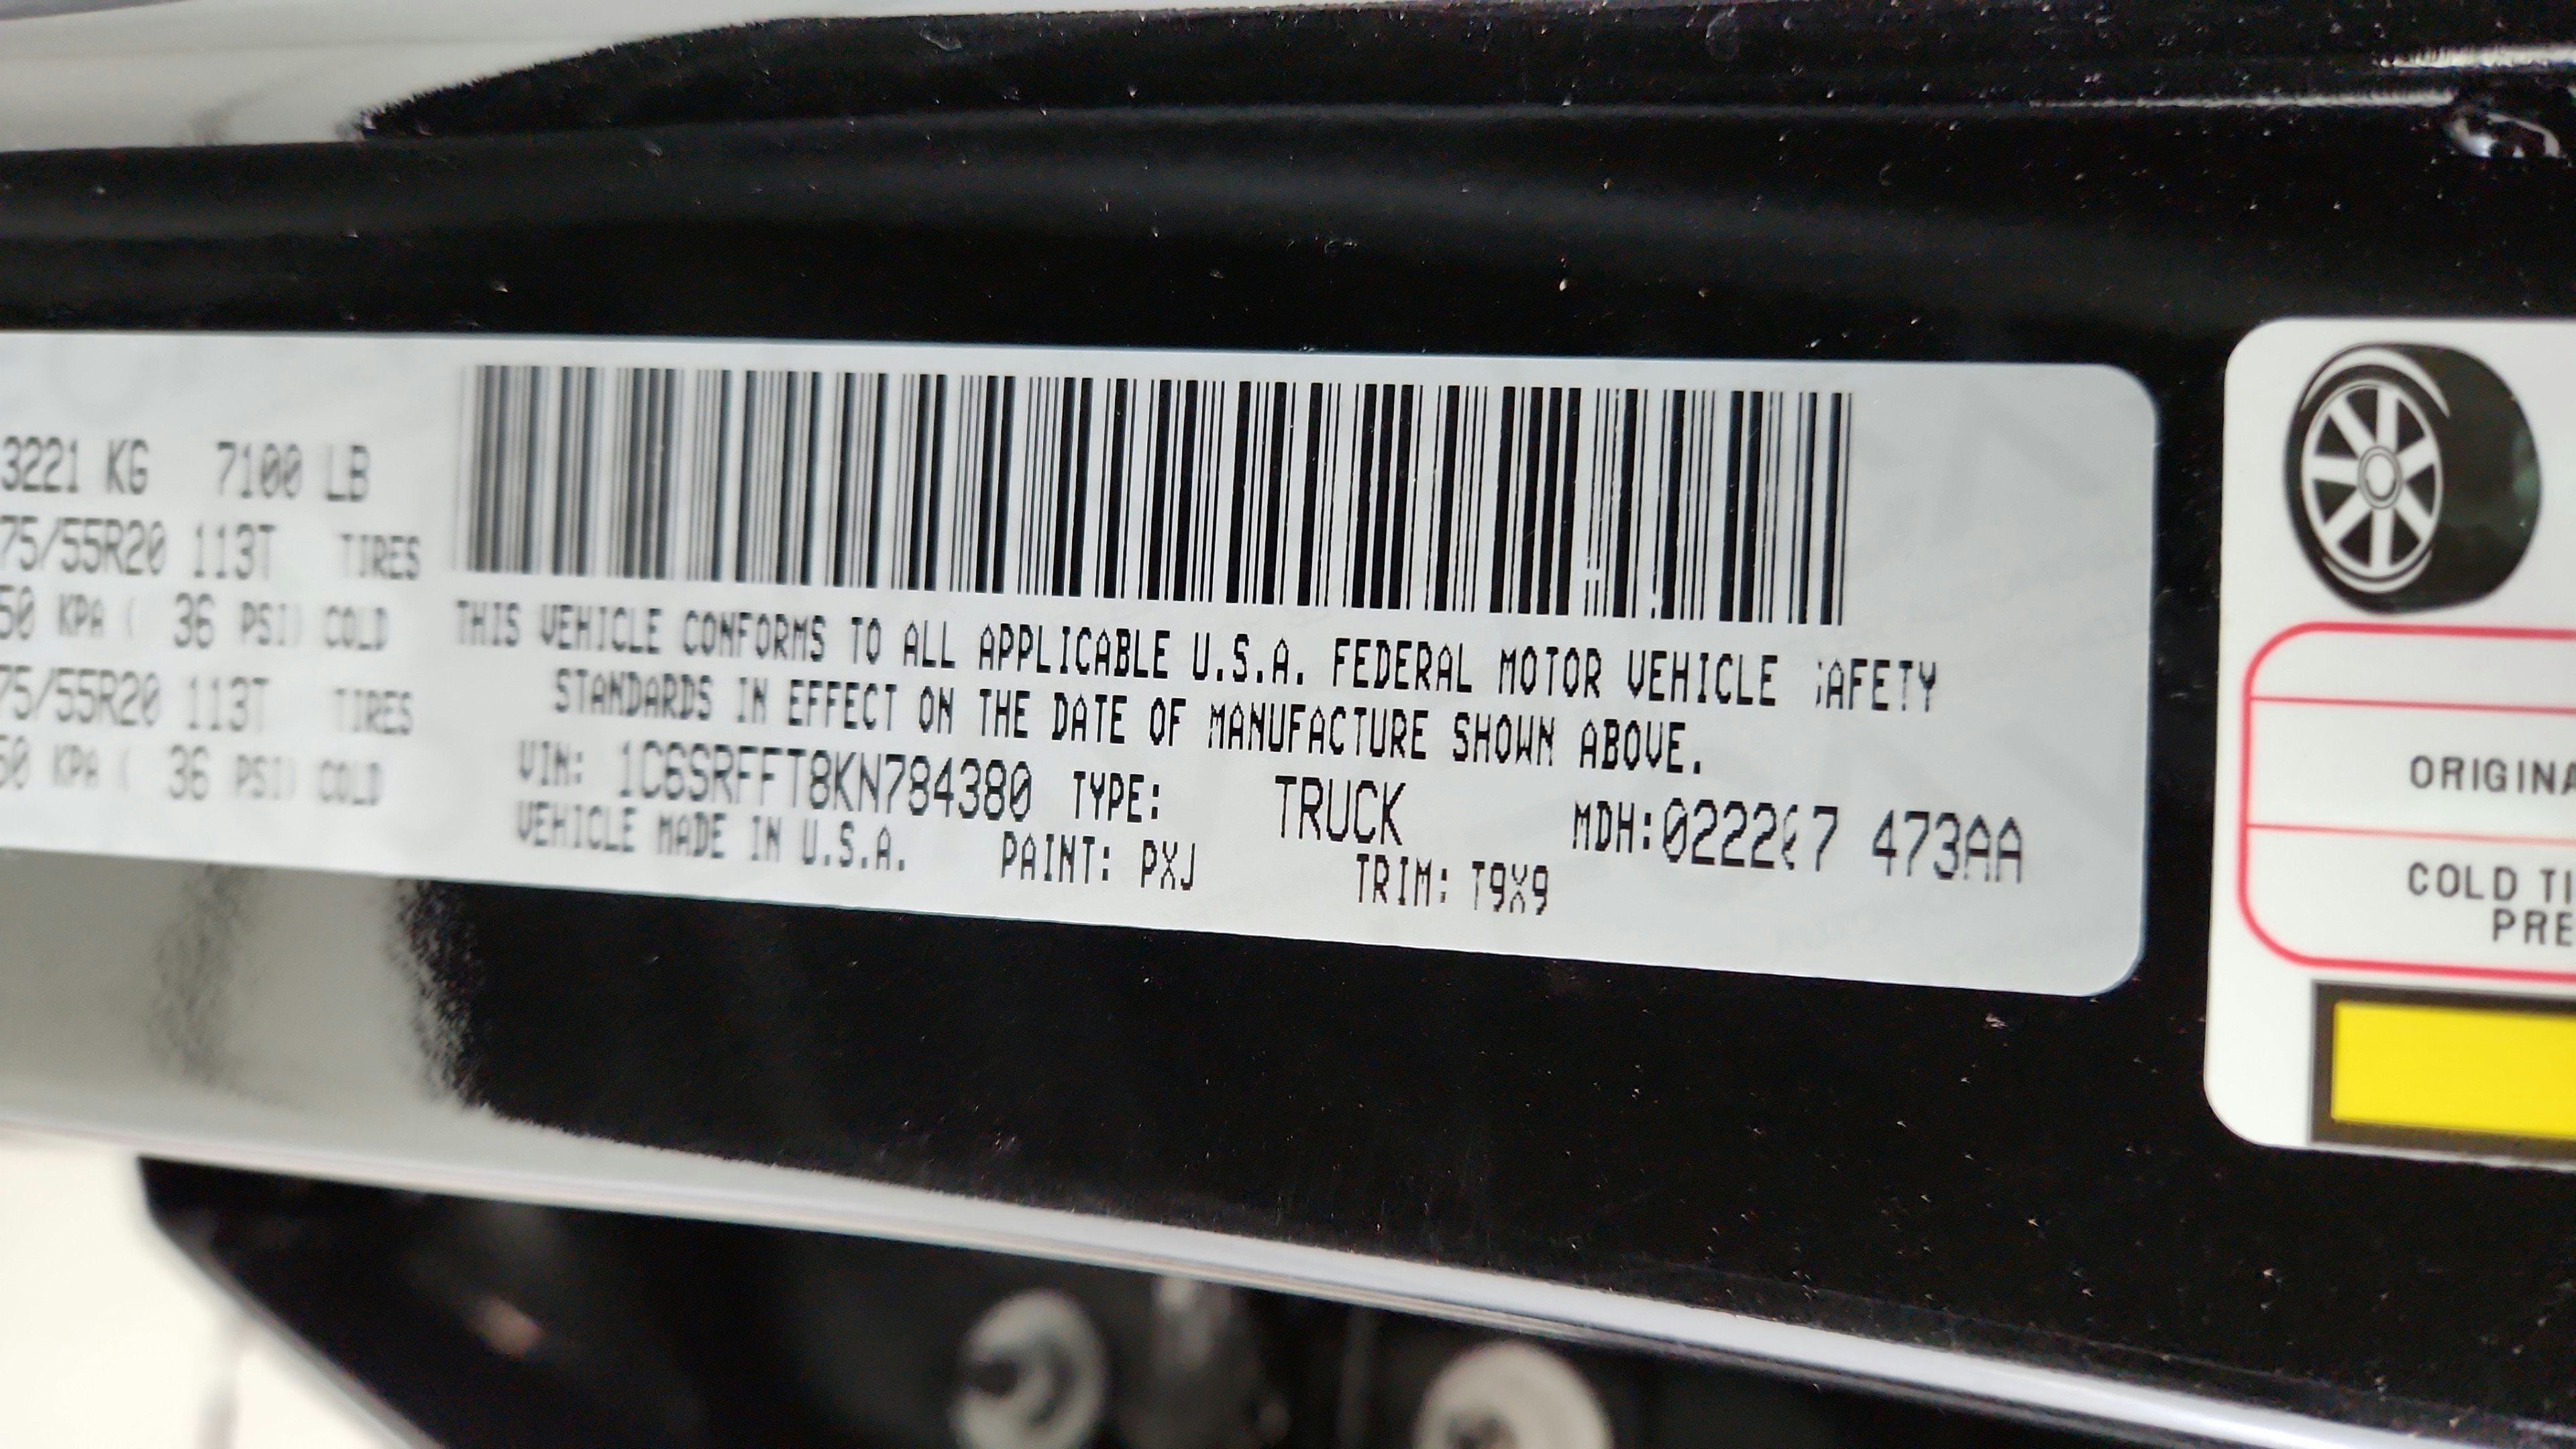 3221 KG 7100 LB
75/55R20 113T TIRES
50 KPA ( 36 PSI) COLD
75/55R20 113T TIRES
50 KPA ( 36 PSI) COLD
THIS VEHICLE CONFORMS TO ALL APPLICABLE U.S.A. FEDERAL MOTOR VEHICLE SAFETY
STANDARDS IN EFFECT ON THE DATE OF MANUFACTURE SHOWN ABOVE.
VIN: 1C6SRFFT8KN784380 TYPE: TRUCK MDH: 473AA
VEHICLE MADE IN U.S.A. PAINT: PXJ TRIM: T9X9
ORIGINA
COLD TI
PRE